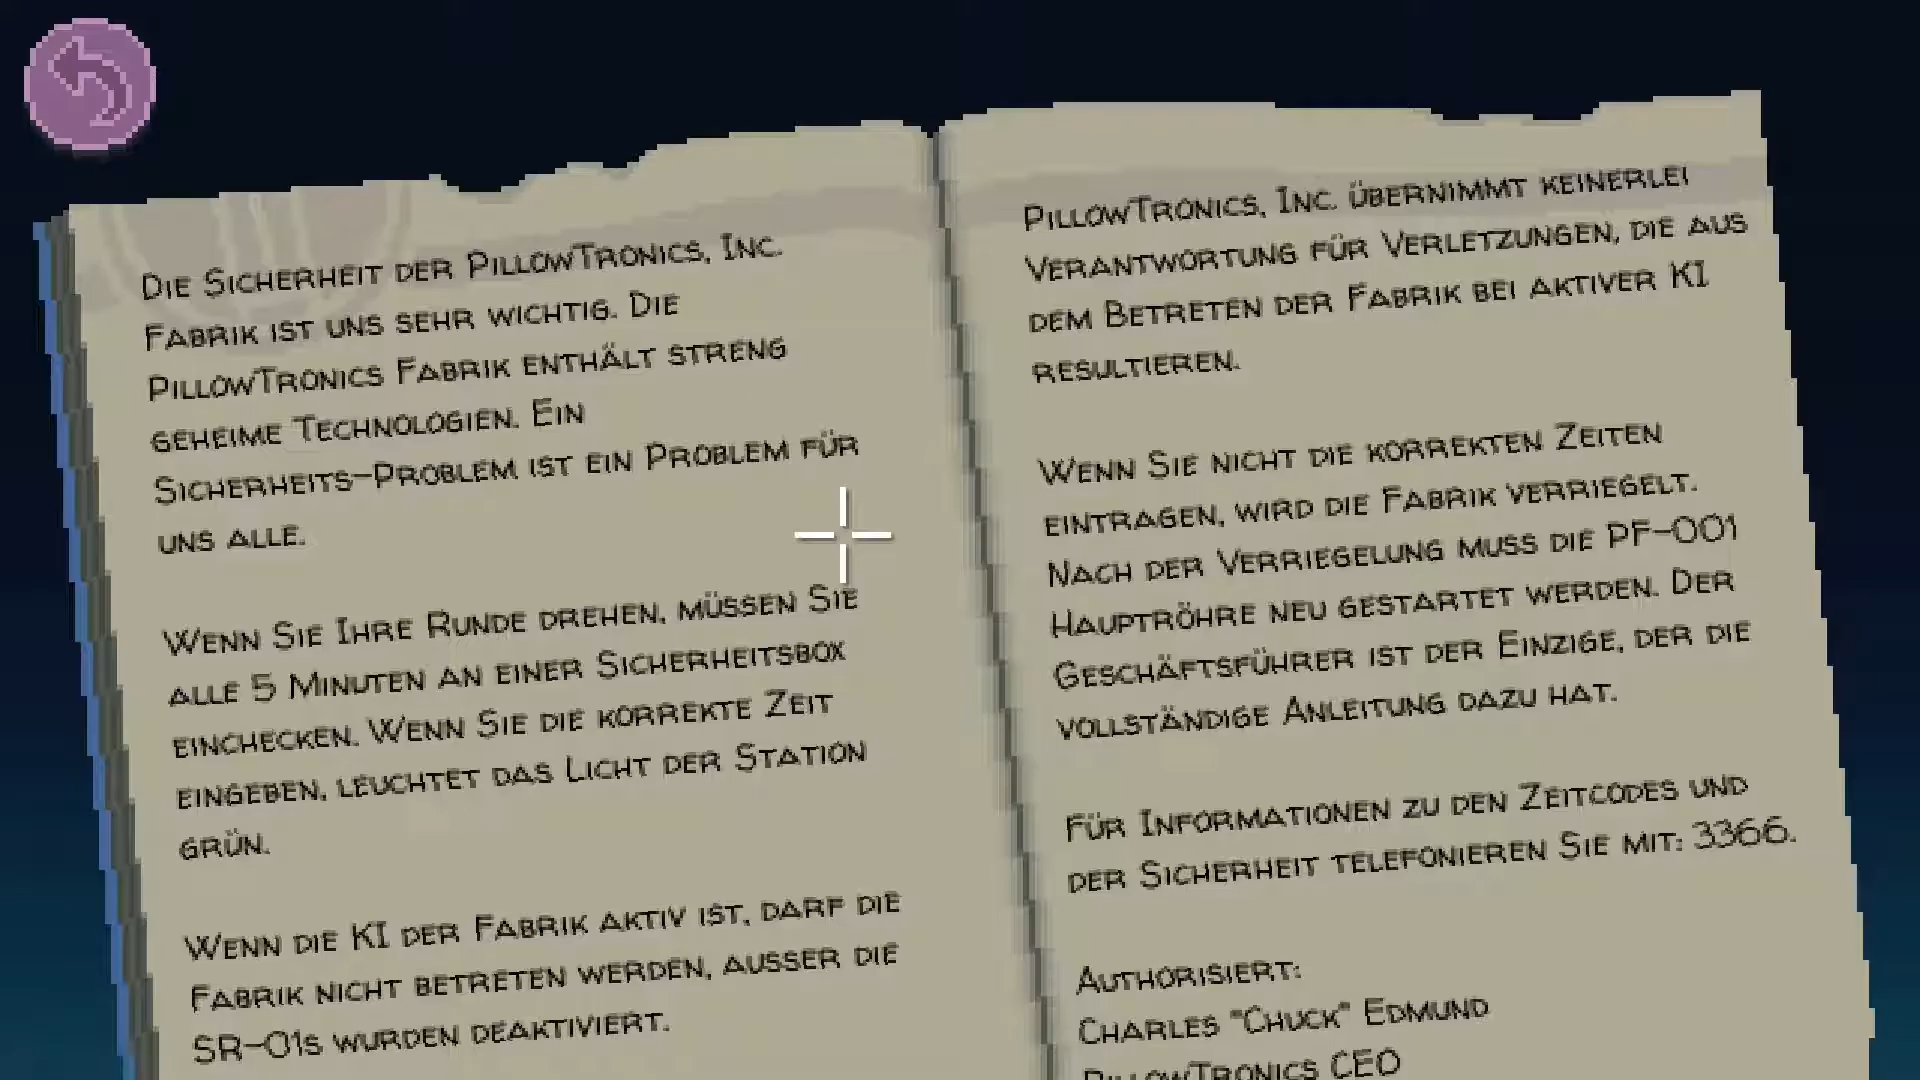 Die Sicherheit der PillowTronics, Inc.
Fabrik ist uns sehr wichtig. Die
PillowTronics Fabrik enthält streng
geheime Technologien. Ein
Sicherheits-Problem ist ein Problem für
uns alle.
Wenn Sie Ihre Runde drehen, müssen Sie
alle 5 Minuten an einer Sicherheitsbox
einchecken. Wenn Sie die korrekte Zeit
eingeben, leuchtet das Licht der Station
grün.
Wenn die KI der Fabrik aktiv ist, darf die
Fabrik nicht betreten werden, ausser die
SR-01s wurden deaktiviert.
PillowTronics, Inc. übernimmt keinerlei
Verantwortung für Verletzungen, die aus
dem Betreten der Fabrik bei aktiver KI
resultieren.
Wenn Sie nicht die korrekten Zeiten
eintragen, wird die Fabrik verriegelt.
Nach der Verriegelung muss die PF-001
Hauptröhre neu gestartet werden. Der
Geschäftsführer ist der Einzige, der die
vollständige Anleitung dazu hat.
Für Informationen zu den Zeitcodes und
der Sicherheit telefonieren Sie mit: 3366.
Authorisiert:
Charles "Chuck" Edmund
PillowTronics CEO